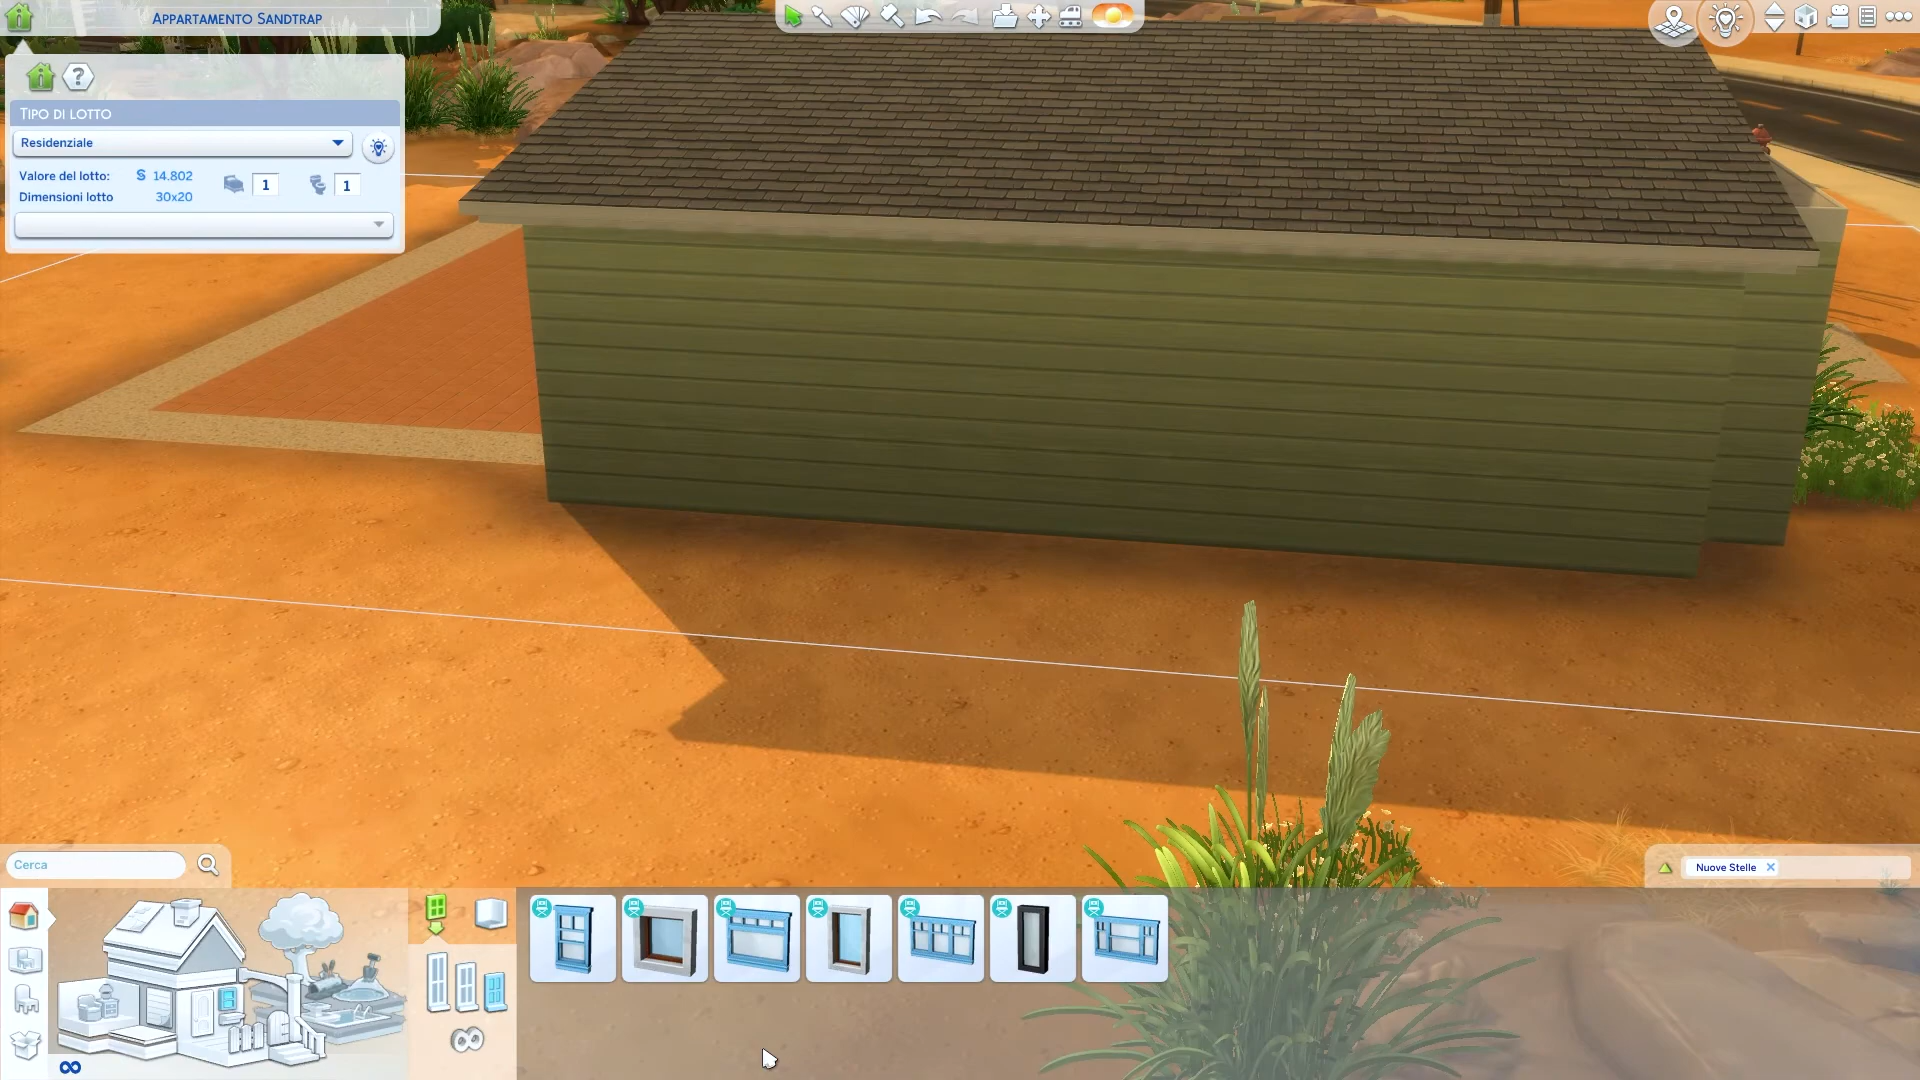 Appartamento Sandtrap
?
Tipo di lotto
Residenziale
Valore del lotto: § 14.802
1
1
Dimensioni lotto 30x20
Cerca
Nuove Stelle